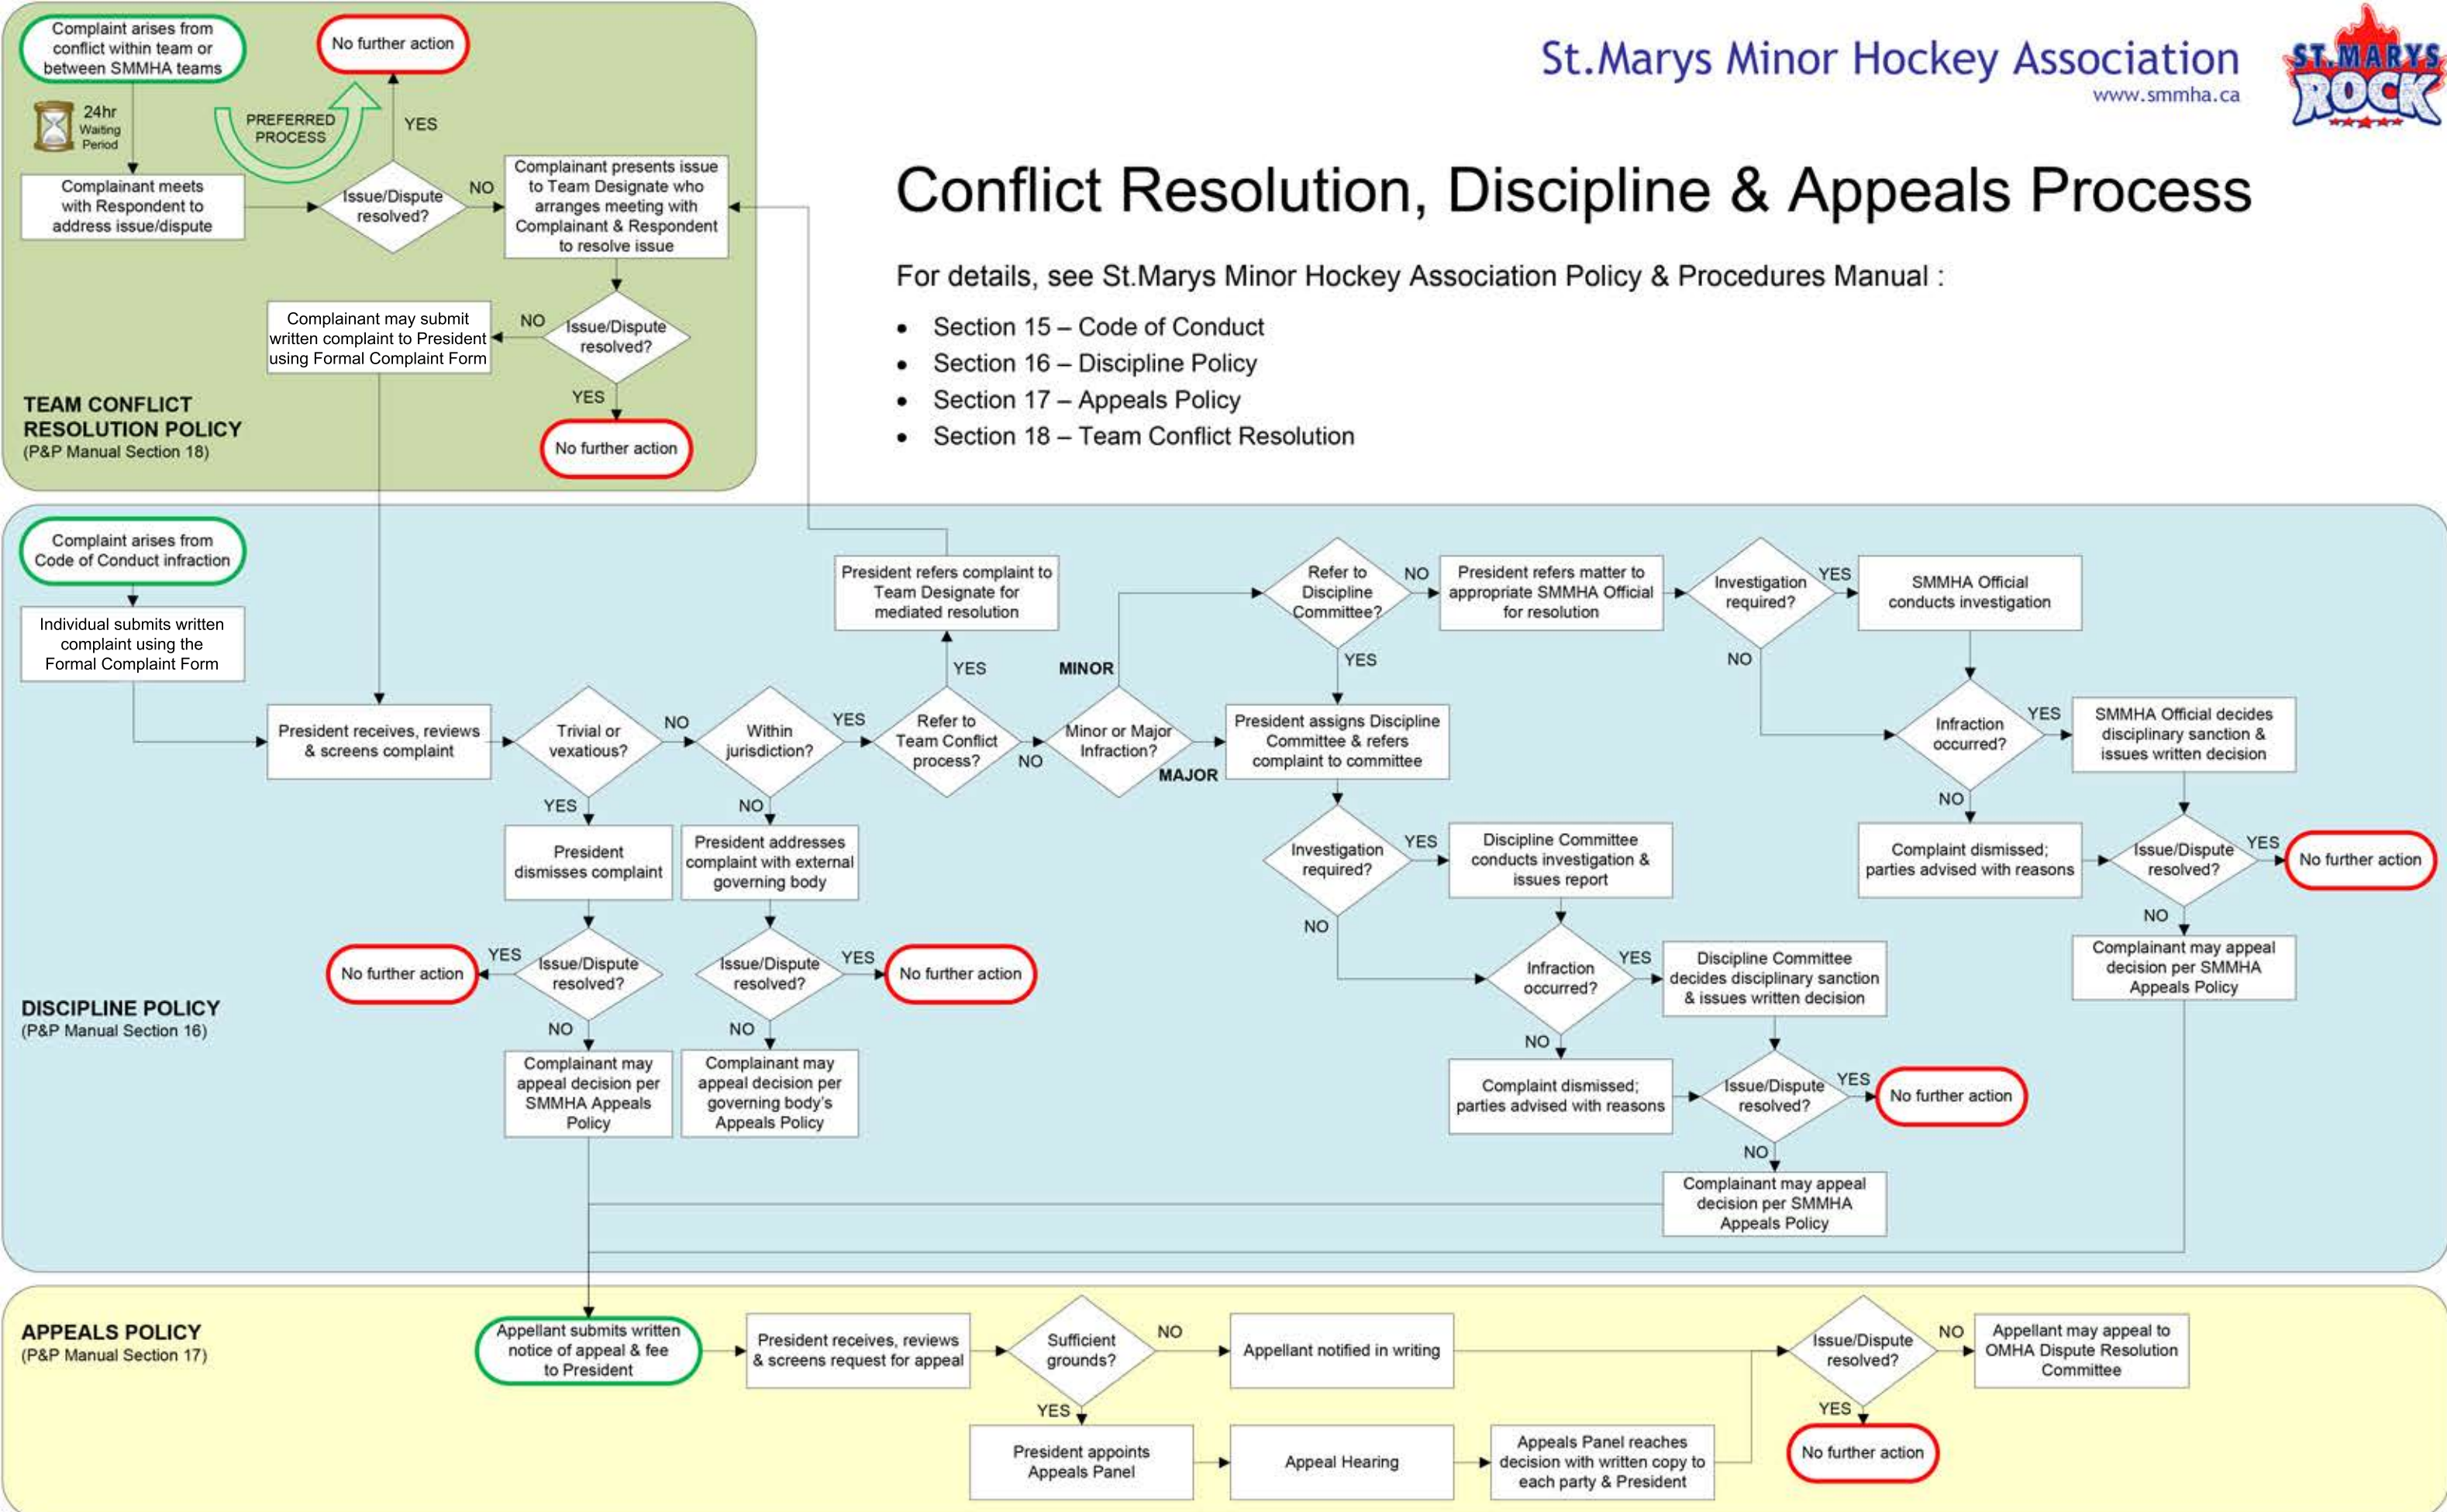 St.Marys Minor Hockey Association
www.smmha.ca
ST.MARYS
ROCK
Conflict Resolution, Discipline & Appeals Process
For details, see St.Marys Minor Hockey Association Policy & Procedures Manual :
• Section 15 – Code of Conduct
• Section 16 – Discipline Policy
• Section 17 – Appeals Policy
• Section 18 – Team Conflict Resolution
Complaint arises from
conflict within team or
between SMMHA teams
24hr
Waiting
Period
PREFERRED
PROCESS
No further action
YES
Complainant meets
with Respondent to
address issue/dispute
Issue/Dispute
resolved?
NO
Complainant presents issue
to Team Designate who
arranges meeting with
Complainant & Respondent
to resolve issue
Issue/Dispute
resolved?
NO
Complainant may submit
written complaint to President
using Formal Complaint Form
YES
No further action
TEAM CONFLICT
RESOLUTION POLICY
(P&P Manual Section 18)
Complaint arises from
Code of Conduct infraction
Individual submits written
complaint using the
Formal Complaint Form
President receives, reviews
& screens complaint
Trivial or
vexatious?
NO
Within
jurisdiction?
YES
Refer to
Team Conflict
process?
YES
President refers complaint to
Team Designate for
mediated resolution
NO
Minor or Major
Infraction?
MINOR
MAJOR
Refer to
Discipline
Committee?
NO
President refers matter to
appropriate SMMHA Official
for resolution
Investigation
required?
YES
SMMHA Official
conducts investigation
NO
YES
President assigns Discipline
Committee & refers
complaint to committee
Infraction
occurred?
YES
SMMHA Official decides
disciplinary sanction &
issues written decision
NO
Complaint dismissed;
parties advised with reasons
Issue/Dispute
resolved?
YES
No further action
NO
Complainant may appeal
decision per SMMHA
Appeals Policy
YES
President
dismisses complaint
NO
President addresses
complaint with external
governing body
Issue/Dispute
resolved?
YES
No further action
NO
Complainant may
appeal decision per
SMMHA Appeals
Policy
Issue/Dispute
resolved?
YES
No further action
NO
Complainant may
appeal decision per
governing body's
Appeals Policy
Investigation
required?
YES
Discipline Committee
conducts investigation &
issues report
NO
Infraction
occurred?
YES
Discipline Committee
decides disciplinary sanction
& issues written decision
NO
Complaint dismissed;
parties advised with reasons
Issue/Dispute
resolved?
YES
No further action
NO
Complainant may appeal
decision per SMMHA
Appeals Policy
DISCIPLINE POLICY
(P&P Manual Section 16)
APPEALS POLICY
(P&P Manual Section 17)
Appellant submits written
notice of appeal & fee
to President
President receives, reviews
& screens request for appeal
Sufficient
grounds?
NO
Appellant notified in writing
YES
President appoints
Appeals Panel
Appeal Hearing
Appeals Panel reaches
decision with written copy to
each party & President
Issue/Dispute
resolved?
NO
Appellant may appeal to
OMHA Dispute Resolution
Committee
YES
No further action